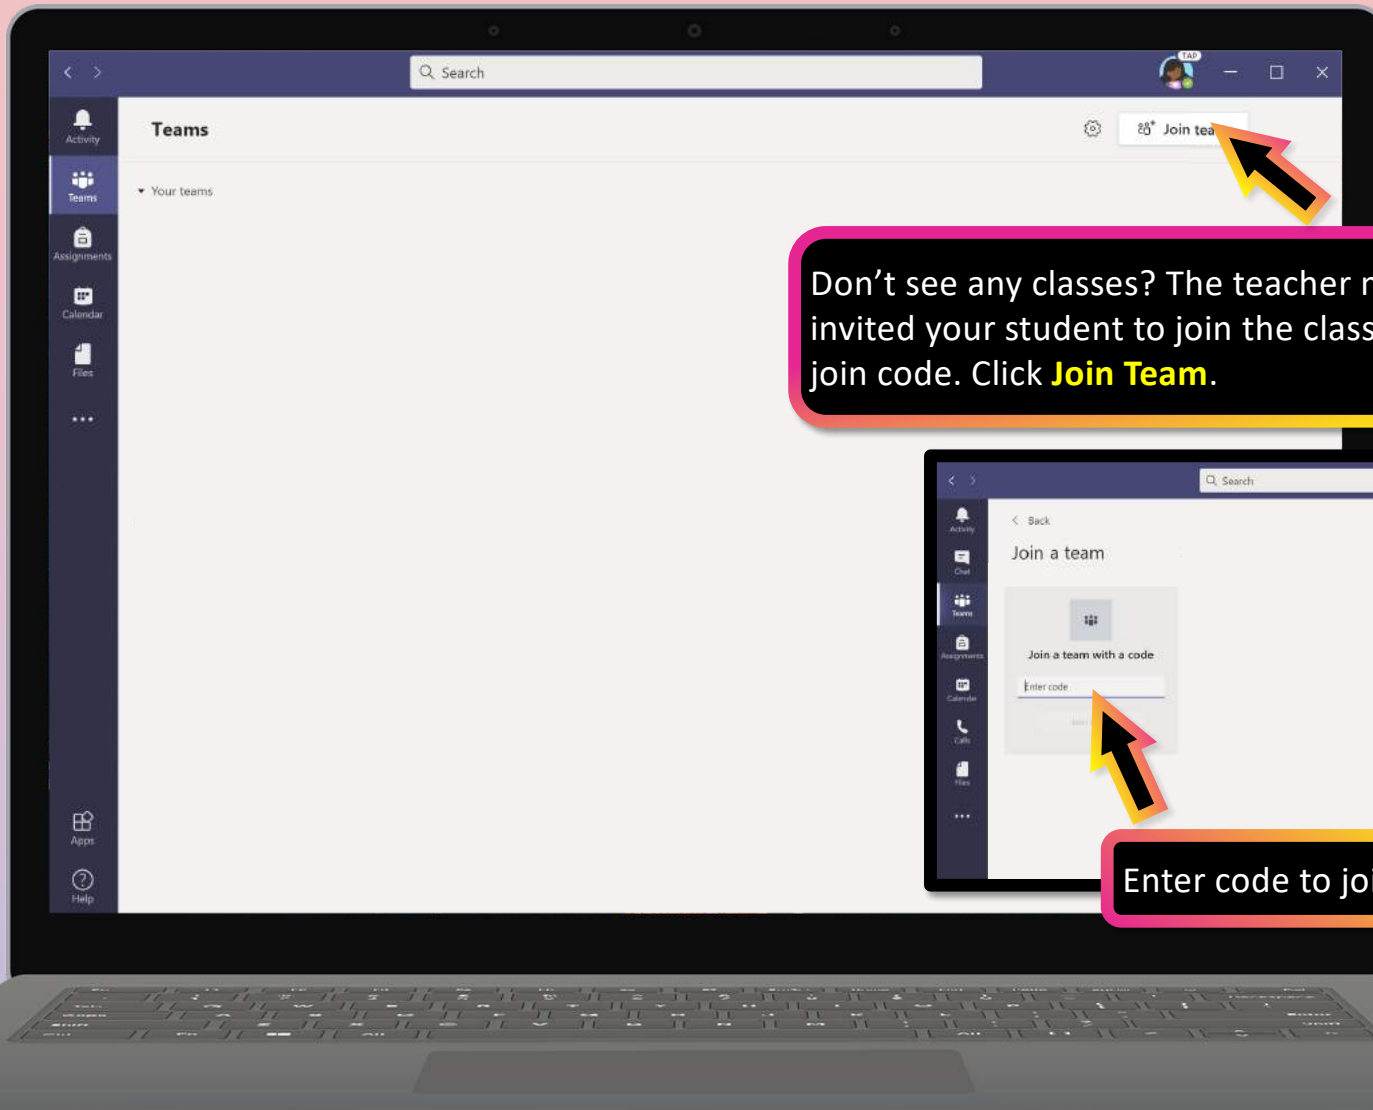 Search
TAP
Activity
Teams
Join tea
Teams
Your teams
Assignments
Calendar
Files
Don’t see any classes? The teacher
invited your student to join the class
join code. Click Join Team.
Search
Activity
Back
Join a team
Chat
Teams
Assignments
Join a team with a code
Calendar
Enter code
Calls
Files
Apps
Help
Enter code to joi